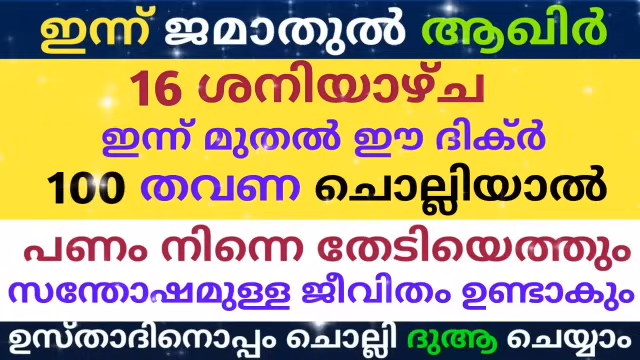 ഇന്ന് ജമാതുൽ ആഖിർ
16 ശനിയാഴ്ച
ഇന്ന് മുതൽ ഈ ദിക്ർ
100 തവണ ചൊല്ലിയാൽ
പണം നിന്നെ തേടിയെത്തും
സന്തോഷമുള്ള ജീവിതം ഉണ്ടാകും
ഉസ്താദിനൊപ്പം ചൊല്ലി ദുആ ചെയ്യാം